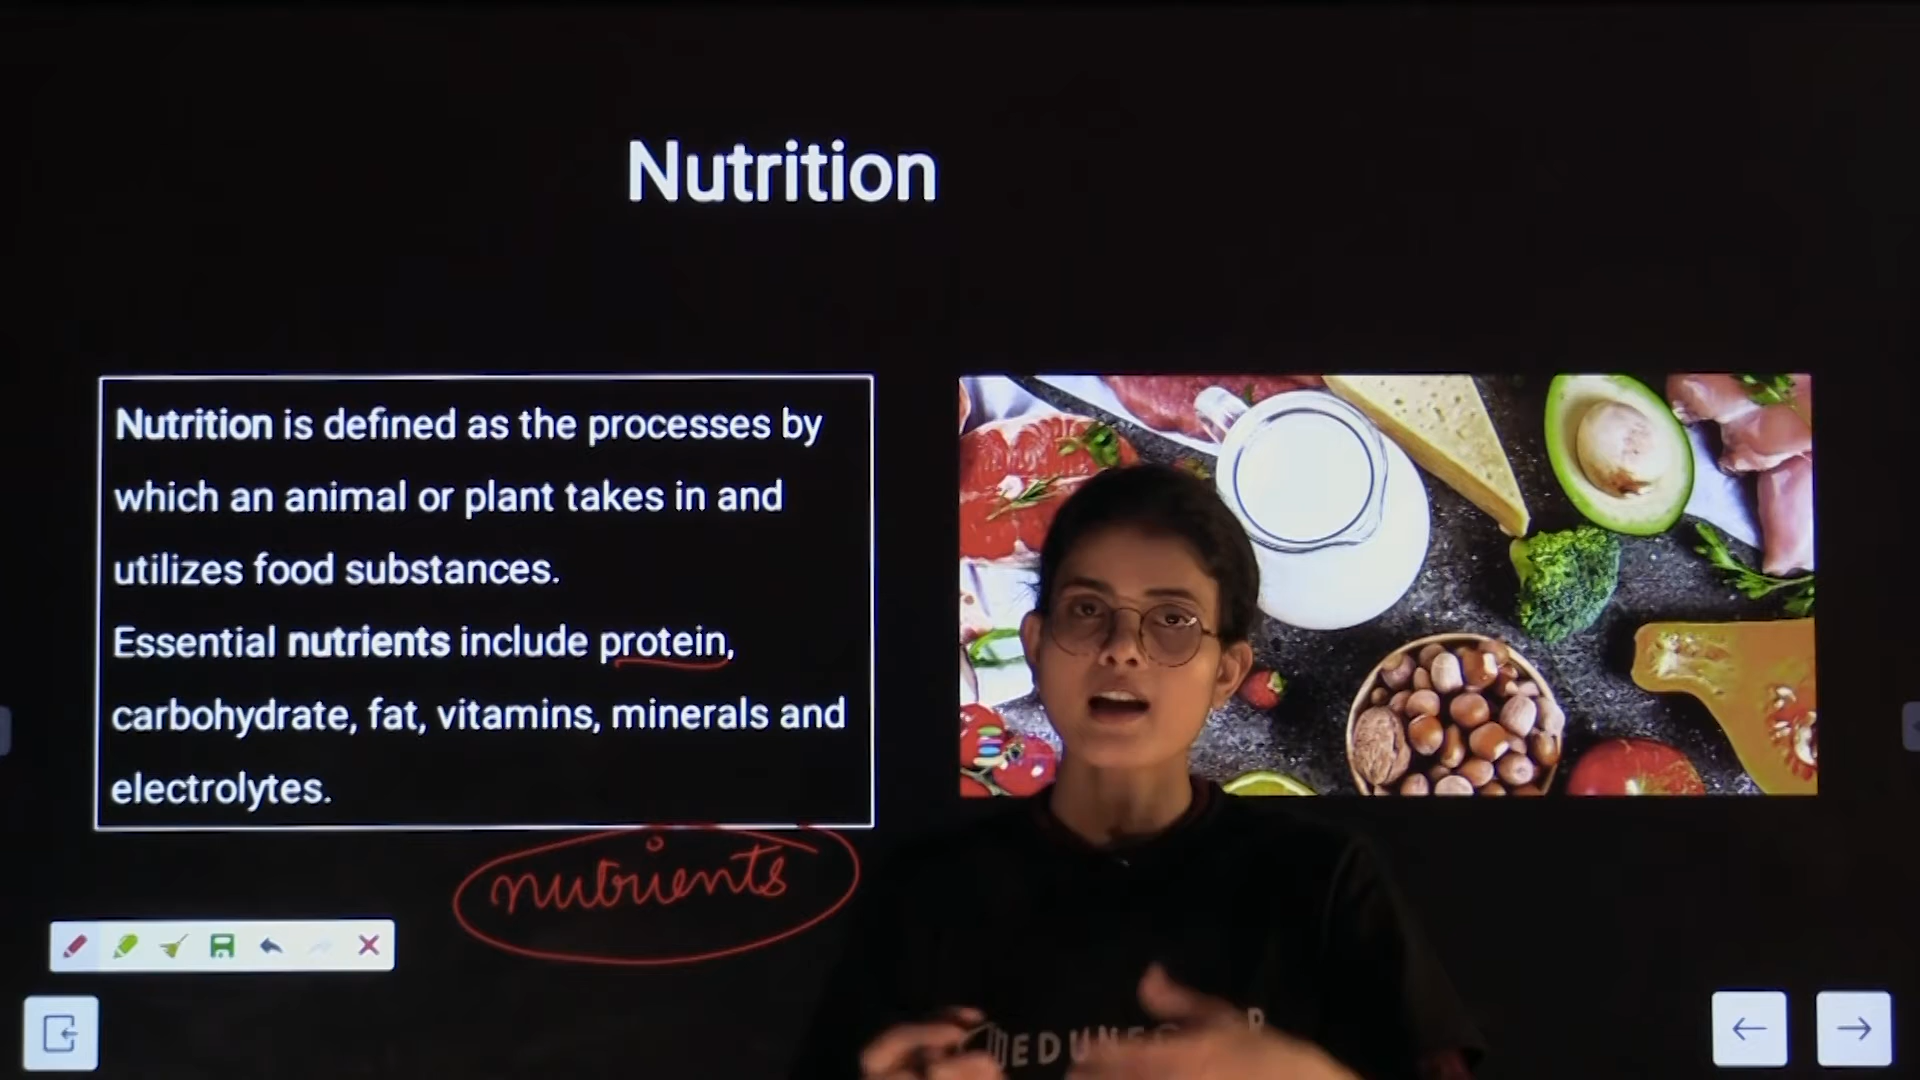 Nutrition
Nutrition is defined as the processes by
which an animal or plant takes in and
utilizes food substances.
Essential nutrients include protein,
carbohydrate, fat, vitamins, minerals and
electrolytes.
nutrients